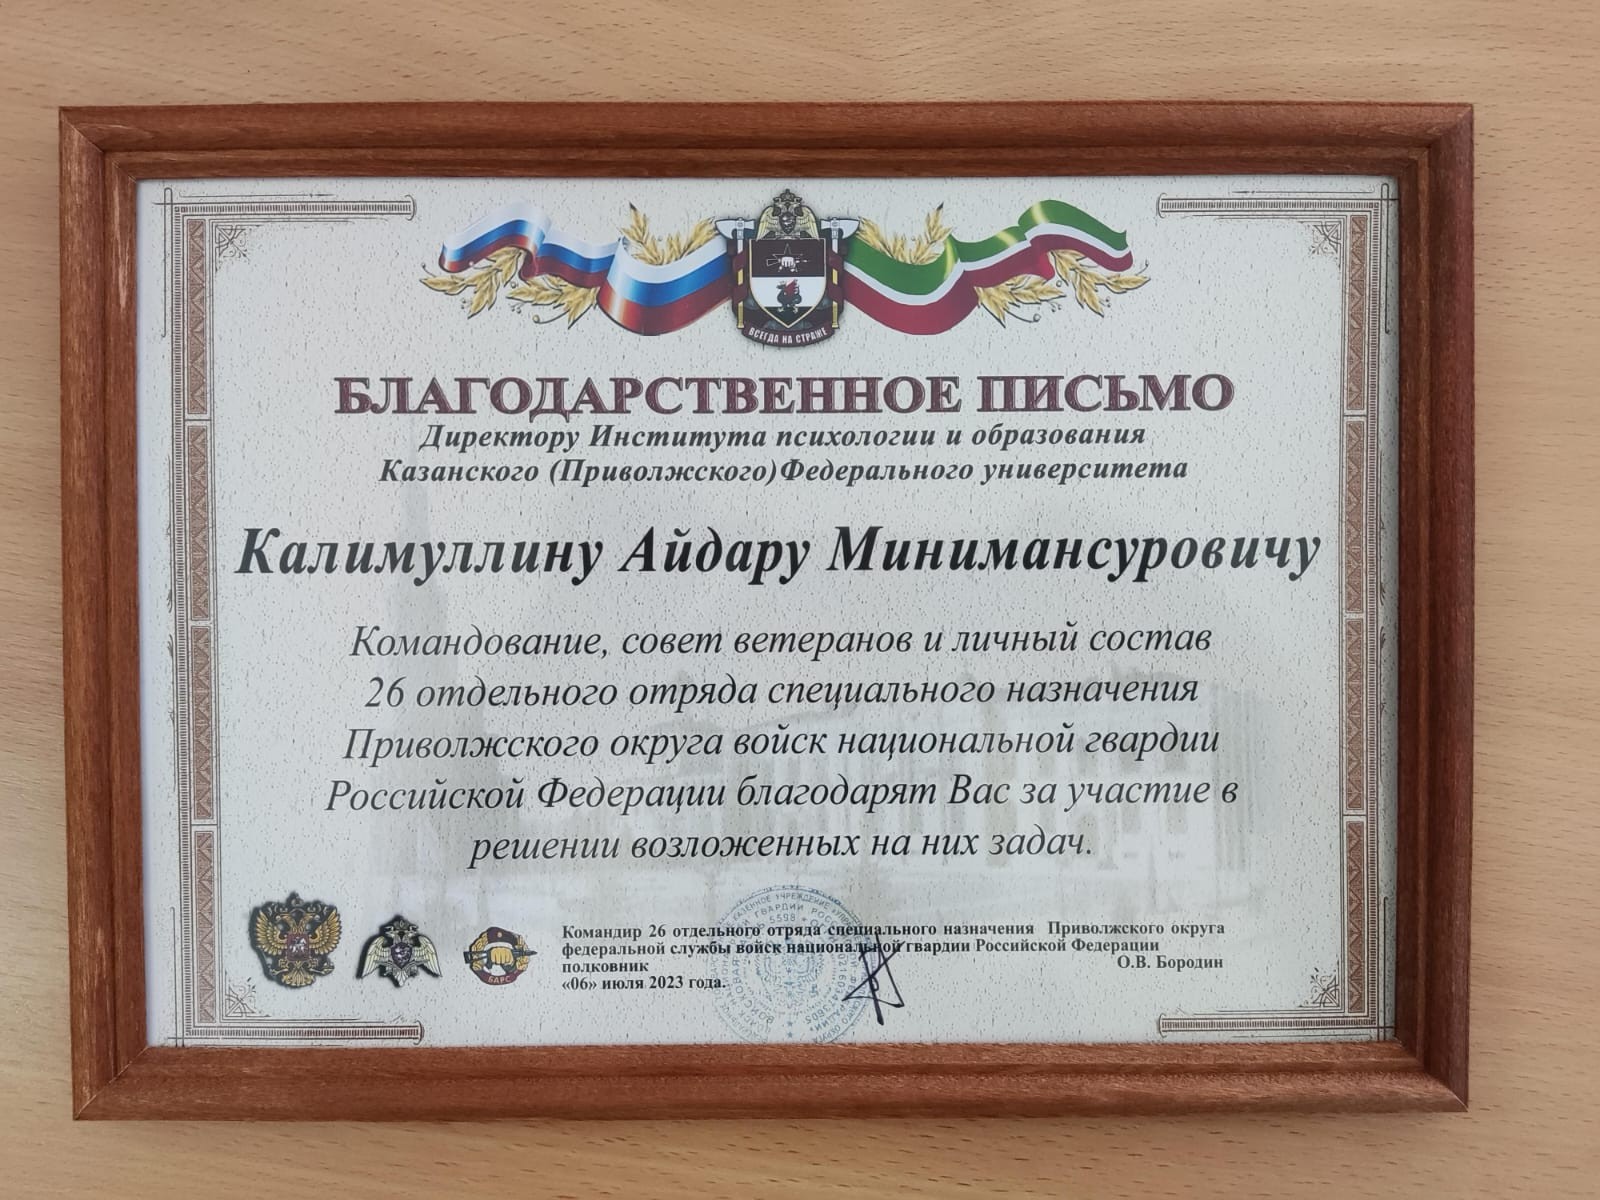 ВСЕГДА НА СТРАЖЕ
БЛАГОДАРСТВЕННОЕ ПИСЬМО
Директору Института психологии и образования
Казанского (Приволжского)Федерального университета
Калимуллину Айдару Минимансуровичу
Командование, совет ветеранов и личный состав
26 отдельного отряда специального назначения
Приволжского округа войск национальной гвардии
Российской Федерации благодарят Вас за участие в
решении возложенных на них задач.
БАРС
Командир 26 отдельного отряда специального назначения Приволжского округа
федеральной службы войск национальной гвардии Российской Федерации
полковник О.В. Бородин
«06» июля 2023 года.
5598